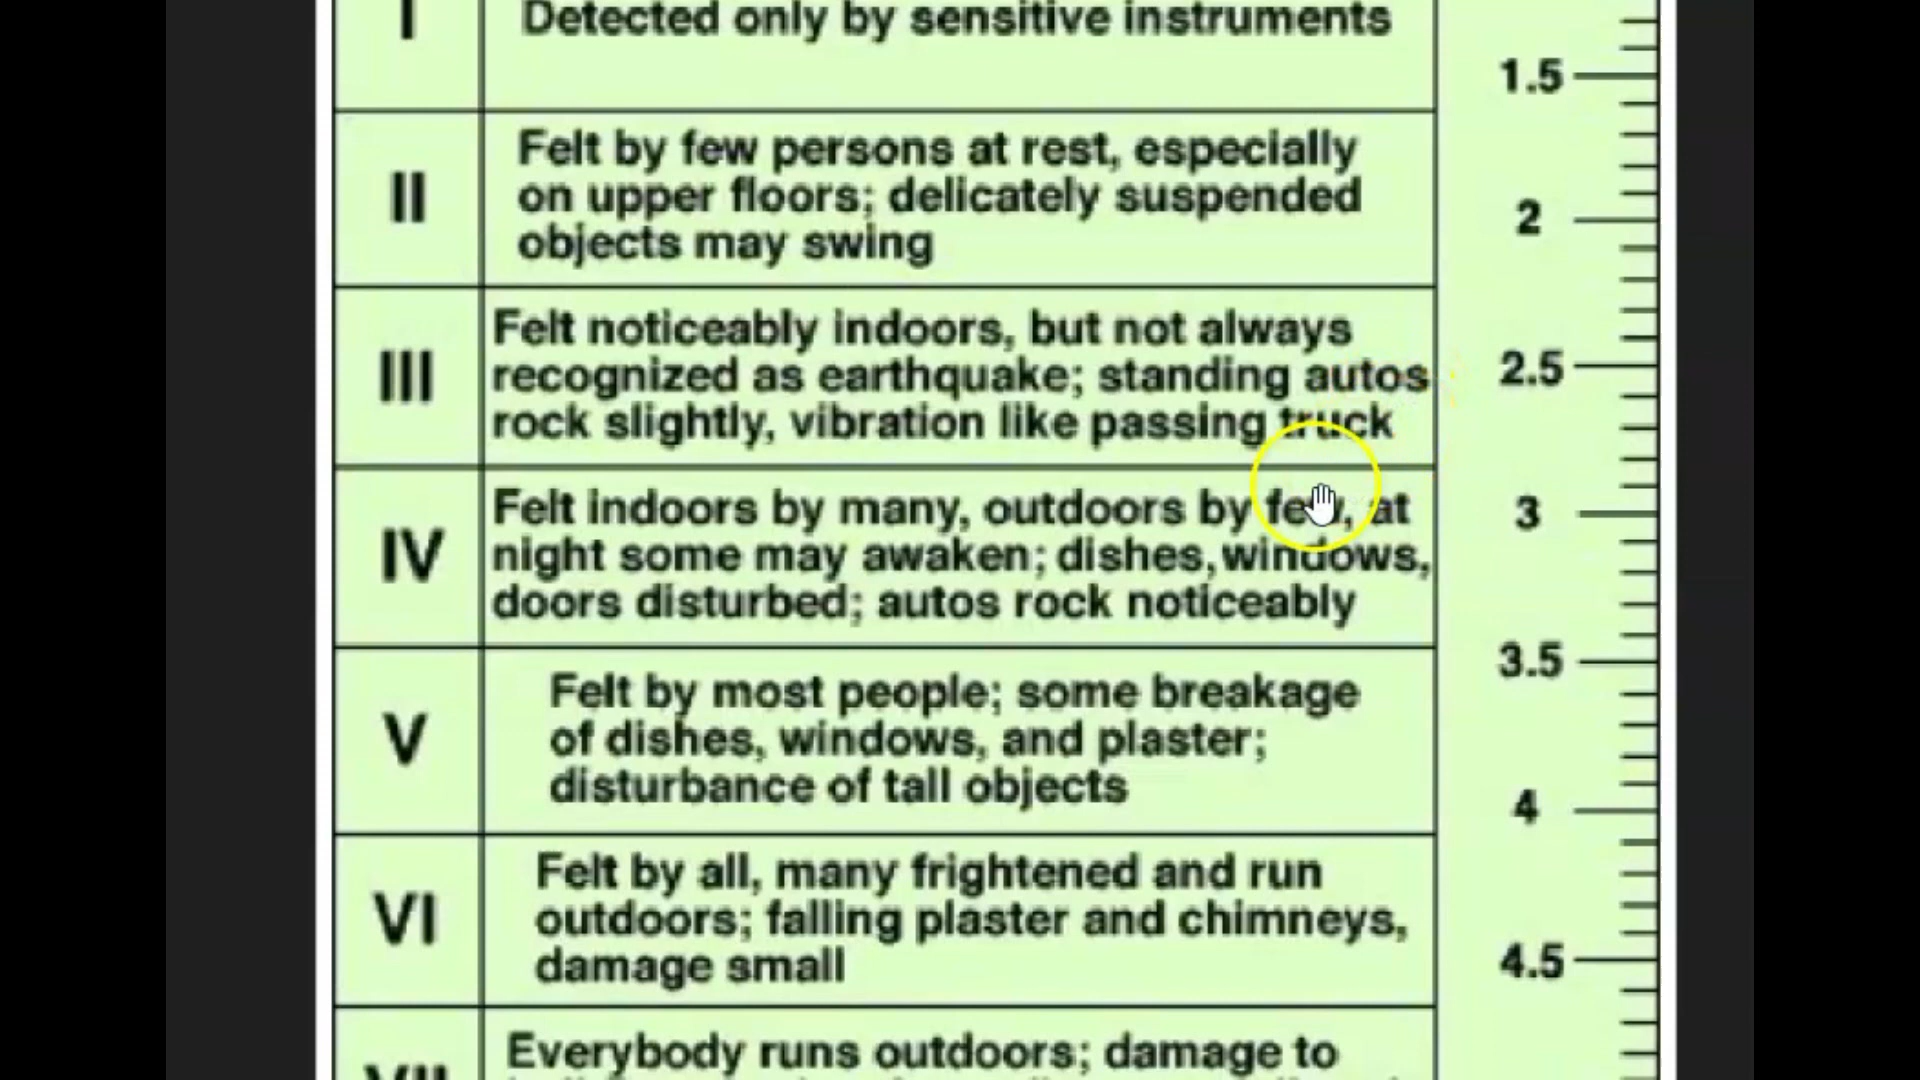 I
Detected only by sensitive instruments
1.5
II
Felt by few persons at rest, especially
on upper floors; delicately suspended
objects may swing
2
III
Felt noticeably indoors, but not always
recognized as earthquake; standing autos
rock slightly, vibration like passing truck
2.5
IV
Felt indoors by many, outdoors by few, at
night some may awaken; dishes, windows,
doors disturbed; autos rock noticeably
3
3.5
V
Felt by most people; some breakage
of dishes, windows, and plaster;
disturbance of tall objects
4
VI
Felt by all, many frightened and run
outdoors; falling plaster and chimneys,
damage small
4.5
VII
Everybody runs outdoors; damage to